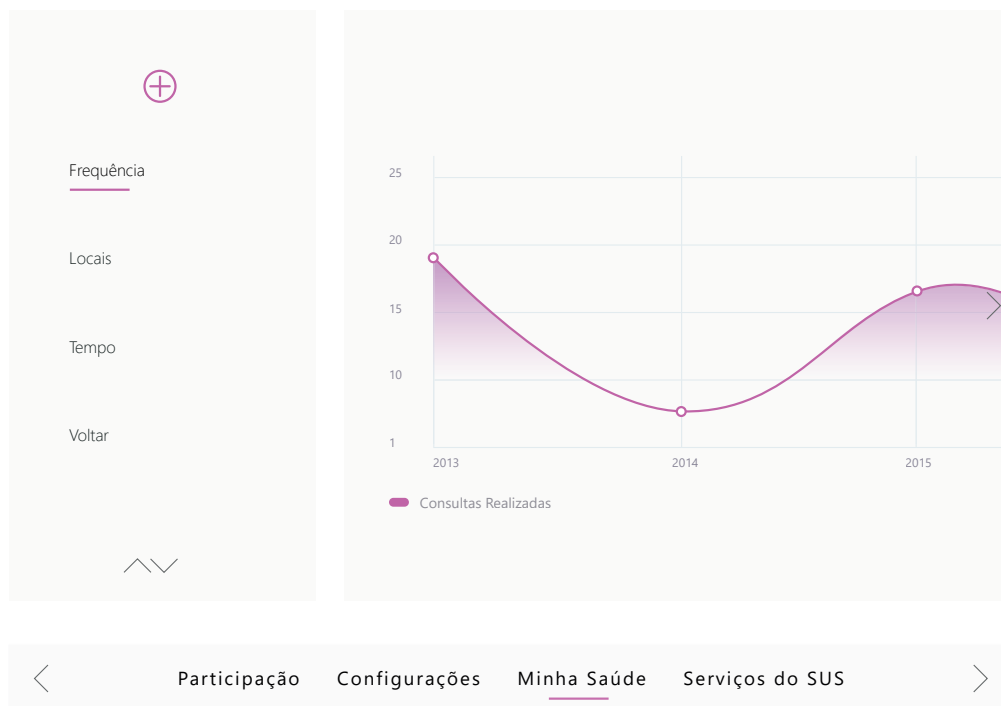 Frequência
Locais
Tempo
Voltar
25
20
15
10
1
2013 2014 2015
Consultas Realizadas
Participação Configurações Minha Saúde Serviços do SUS